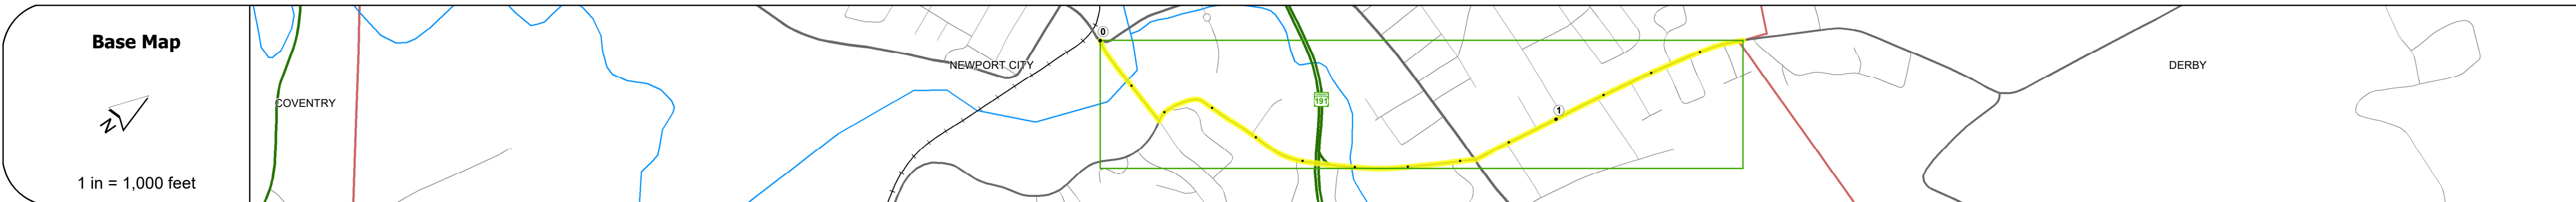 Base Map
N
1 in = 1,000 feet
COVENTRY
NEWPORT CITY
0
191
1
DERBY